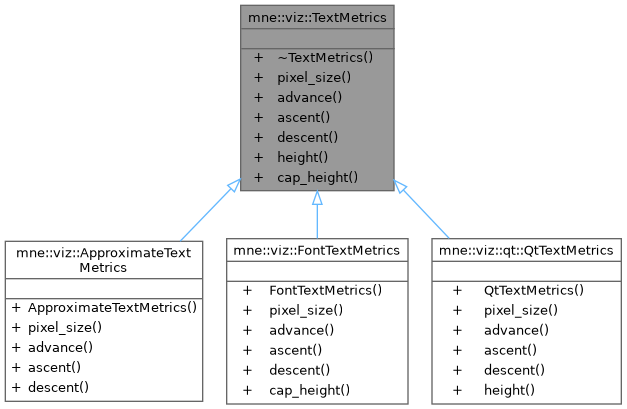 mne::viz::TextMetrics
+ ~TextMetrics()
+ pixel_size()
+ advance()
+ ascent()
+ descent()
+ height()
+ cap_height()
mne::viz::ApproximateText
Metrics
+ ApproximateTextMetrics()
+ pixel_size()
+ advance()
+ ascent()
+ descent()
mne::viz::FontTextMetrics
+ FontTextMetrics()
+ pixel_size()
+ advance()
+ ascent()
+ descent()
+ cap_height()
mne::viz::qt::QtTextMetrics
+ QtTextMetrics()
+ pixel_size()
+ advance()
+ ascent()
+ descent()
+ height()